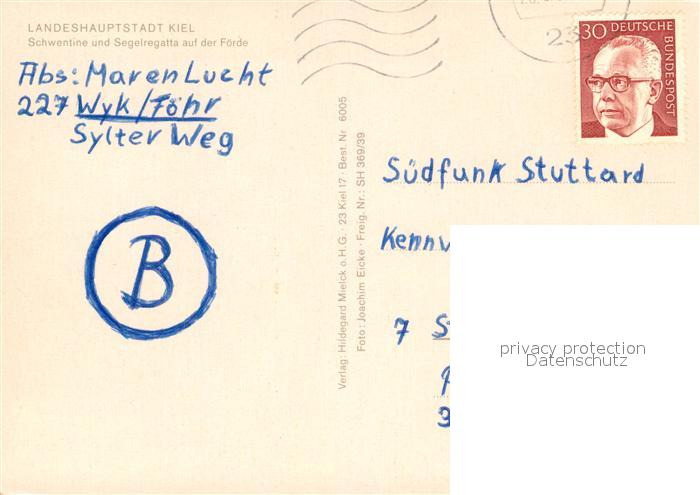 LANDESHAUPTSTADT KIEL
Schwentine und Segelregatta auf der Förde
Abs: Maren Lucht
227 Wyk/Föhr
Sylter Weg
B
Verlag: Hildegard Mielck o.H.G. · 23 Kiel 17 · Best. Nr 6005
Foto: Joachim Eicke · Freig. Nr.: SH 369/39
30 DEUTSCHE
BUNDESPOST
Südfunk Stuttard
7
privacy protection
Datenschutz